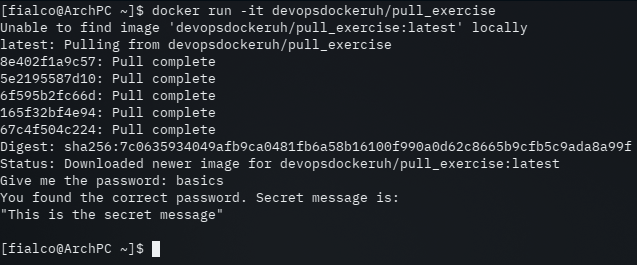 [fialco@ArchPC ~]$ docker run -it devopsdockeruh/pull_exercise
Unable to find image 'devopsdockeruh/pull_exercise:latest' locally
latest: Pulling from devopsdockeruh/pull_exercise
8e402f1a9c57: Pull complete
5e2195587d10: Pull complete
6f595b2fc66d: Pull complete
165f32bf4e94: Pull complete
67c4f504c224: Pull complete
Digest: sha256:7c0635934049afb9ca0481fb6a58b16100f990a0d62c8665b9cfb5c9ada8a99f
Status: Downloaded newer image for devopsdockeruh/pull_exercise:latest
Give me the password: basics
You found the correct password. Secret message is:
"This is the secret message"
[fialco@ArchPC ~]$